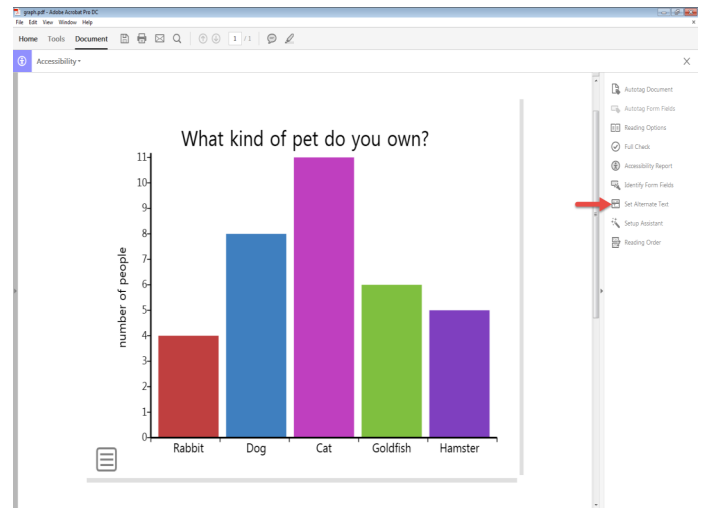 graph.pdf - Adobe Acrobat Pro DC
File Edit View Window Help
Home Tools Document 1 / 1
Accessibility
Autotag Document
Autotag Form Fields
Reading Options
Full Check
Accessibility Report
Identify Form Fields
Set Alternate Text
Setup Assistant
Reading Order
What kind of pet do you own?
number of people
11
10
9
8
7
6
5
4
3
2
1
0
Rabbit Dog Cat Goldfish Hamster